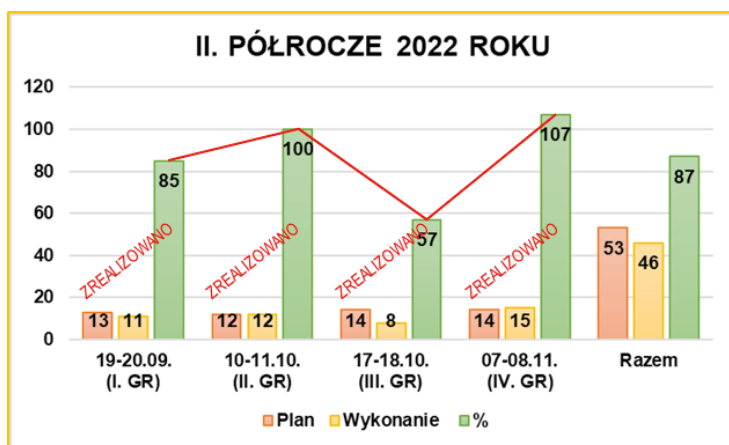 II. PÓŁROCZE 2022 ROKU
120
100
80
60
40
20
0
ZREALIZOWANO
ZREALIZOWANO
ZREALIZOWANO
ZREALIZOWANO
13 11 85
12 12 100
14 8 57
14 15 107
53 46 87
19-20.09. 10-11.10. 17-18.10. 07-08.11. Razem
(I. GR) (II. GR) (III. GR) (IV. GR)
Plan Wykonanie %